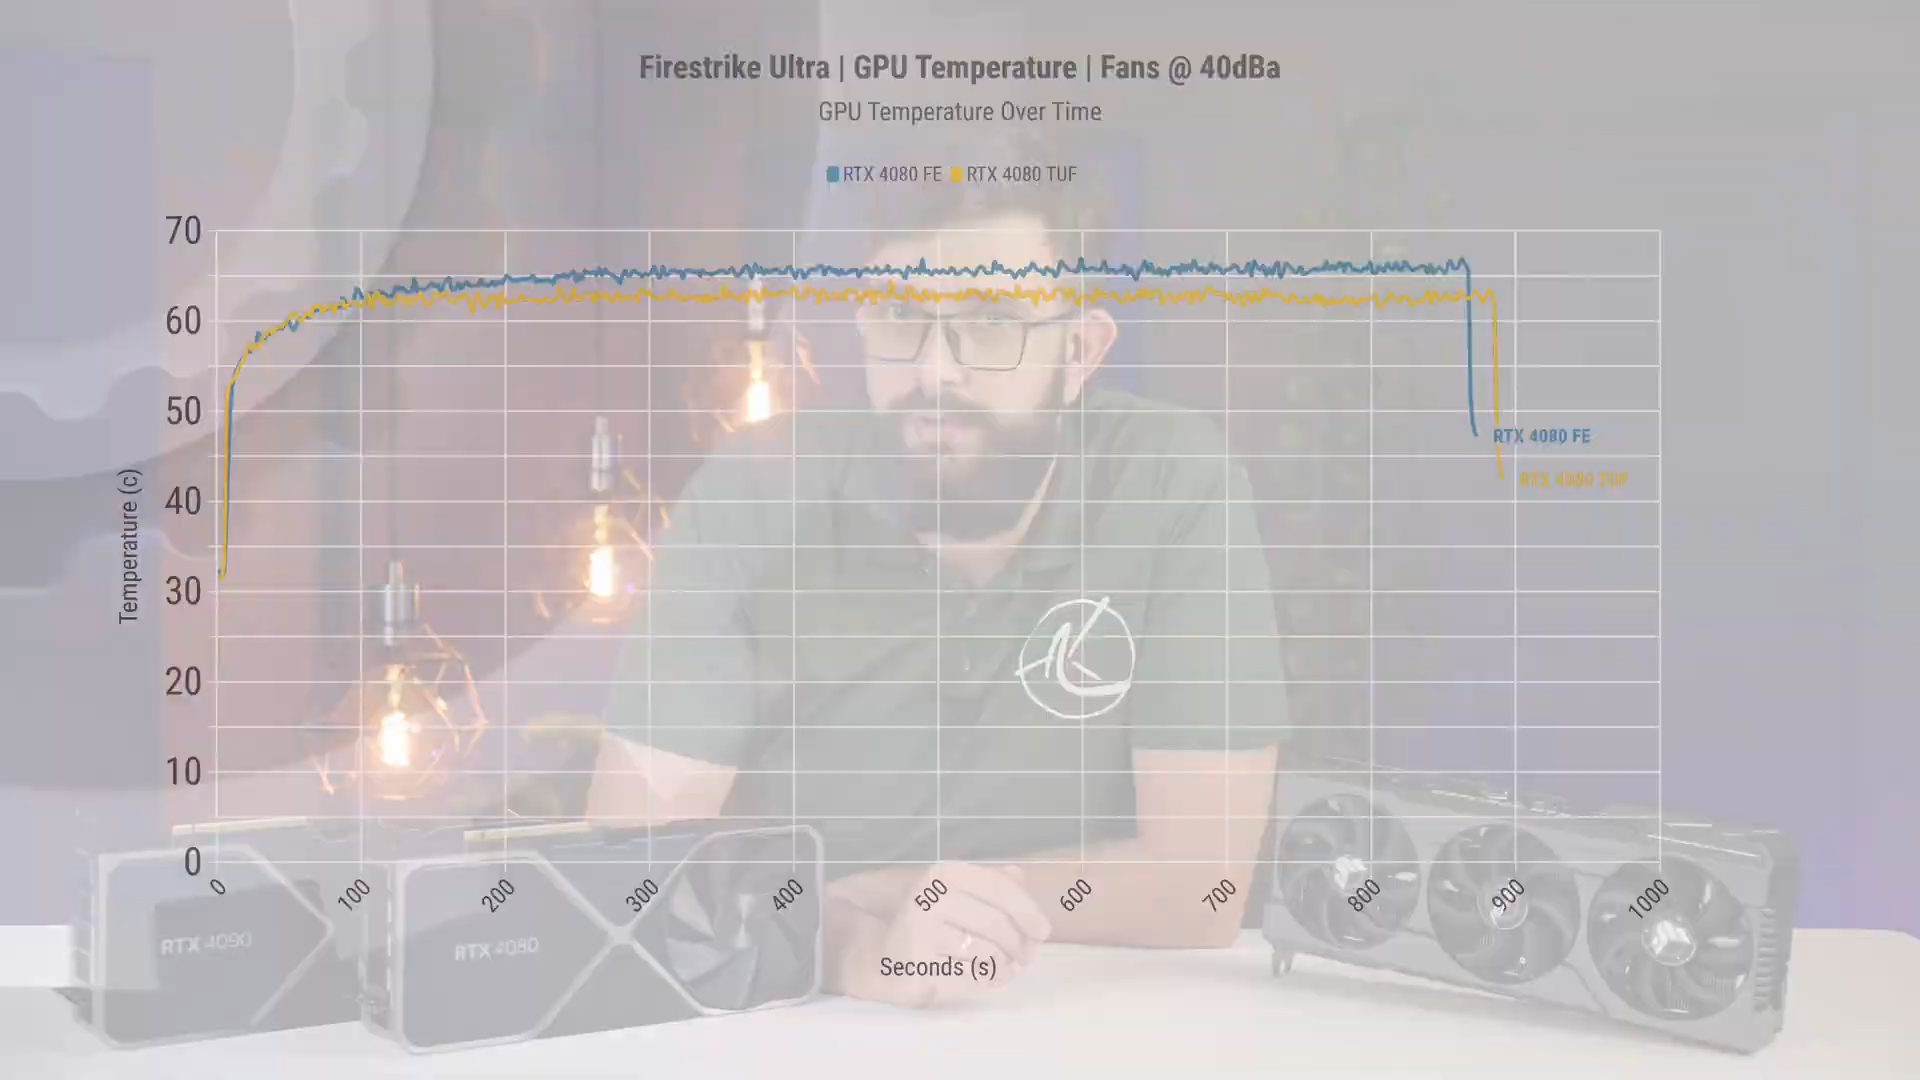 Firestrike Ultra | GPU Temperature | Fans @ 40dBa
GPU Temperature Over Time
RTX 4080 FE RTX 4080 TUF
70
60
50
40
30
20
10
0
Temperature (c)
RTX 4080 FE
RTX 4080 TUF
0 100 200 300 400 500 600 700 800 900 1000
Seconds (s)
RTX 4090
RTX 4080